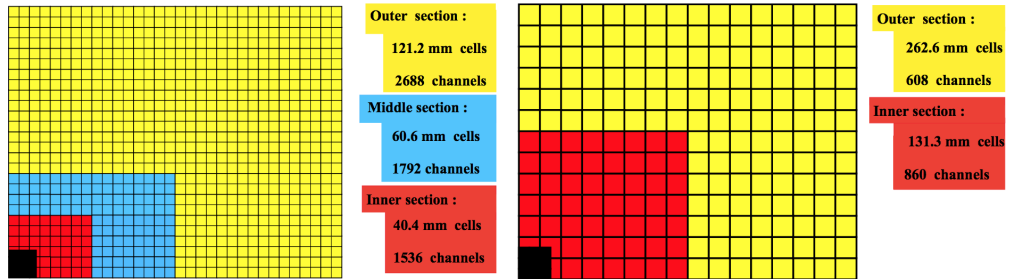 Outer section :
121.2 mm cells
2688 channels
Middle section :
60.6 mm cells
1792 channels
Inner section :
40.4 mm cells
1536 channels
Outer section :
262.6 mm cells
608 channels
Inner section :
131.3 mm cells
860 channels